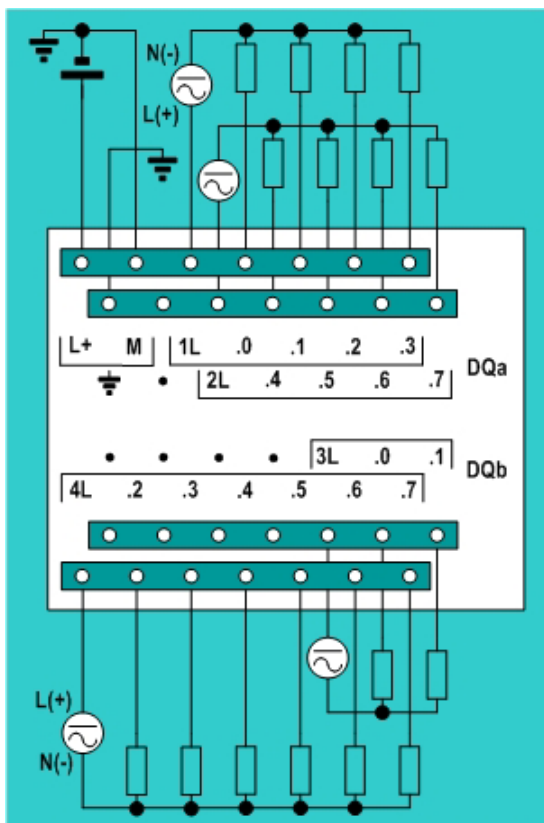 N(-)
L(+)
L+ M 1L .0 .1 .2 .3
DQa
2L .4 .5 .6 .7
3L .0 .1
DQb
4L .2 .3 .4 .5 .6 .7
L(+)
N(-)